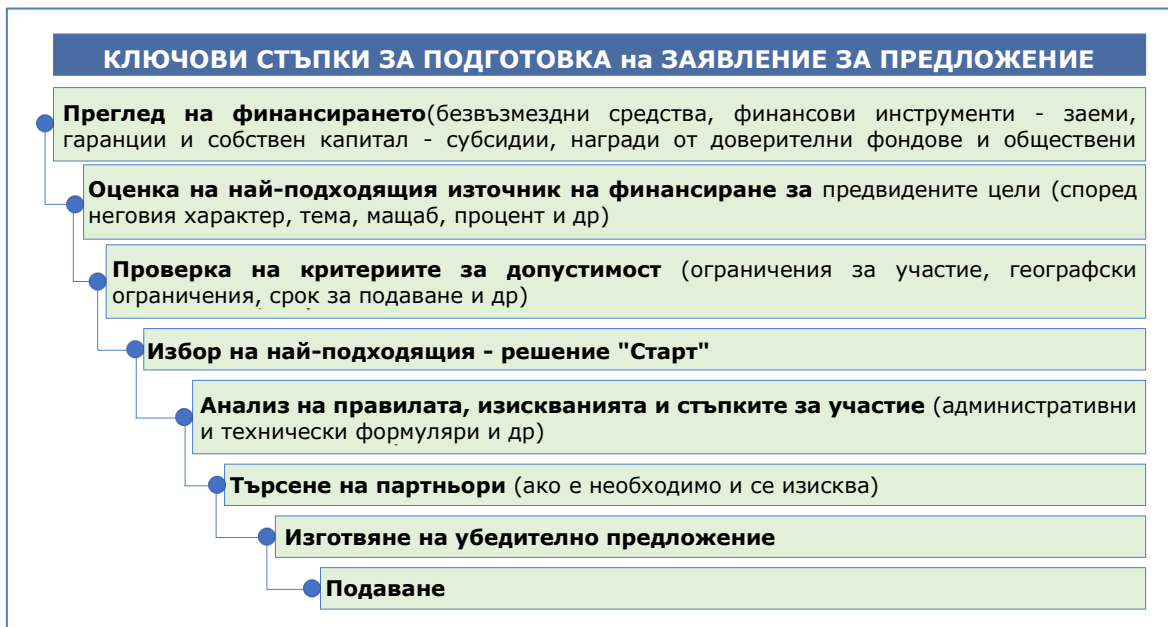 КЛЮЧОВИ СТЪПКИ ЗА ПОДГОТОВКА на ЗАЯВЛЕНИЕ ЗА ПРЕДЛОЖЕНИЕ
Преглед на финансирането(безвъзмездни средства, финансови инструменти - заеми,
гаранции и собствен капитал - субсидии, награди от доверителни фондове и обществени
Оценка на най-подходящия източник на финансиране за предвидените цели (според
неговия характер, тема, мащаб, процент и др)
Проверка на критериите за допустимост (ограничения за участие, географски
ограничения, срок за подаване и др)
Избор на най-подходящия - решение "Старт"
Анализ на правилата, изискванията и стъпките за участие (административни
и технически формуляри и др)
Търсене на партньори (ако е необходимо и се изисква)
Изготвяне на убедително предложение
Подаване